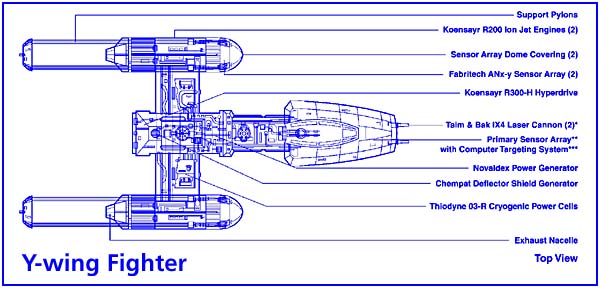 Support Pylons
Koensayr R200 Ion Jet Engines (2)
Sensor Array Dome Covering (2)
Fabritech ANx-y Sensor Array (2)
Koensayr R300-H Hyperdrive
Taim & Bak IX4 Laser Cannon (2)*
Primary Sensor Array**
with Computer Targeting System***
Novaldex Power Generator
Chempat Deflector Shield Generator
Thiodyne 03-R Cryogenic Power Cells
Exhaust Nacelle
Y-wing Fighter
Top View